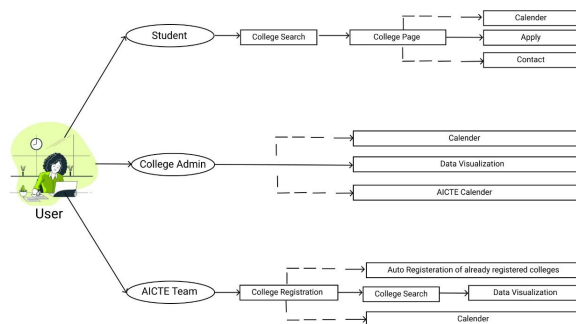 Student
College Search
College Page
Calender
Apply
Contact
User
College Admin
Calender
Data Visualization
AICTE Calender
AICTE Team
College Registration
Auto Registeration of already registered colleges
College Search
Data Visualization
Calender